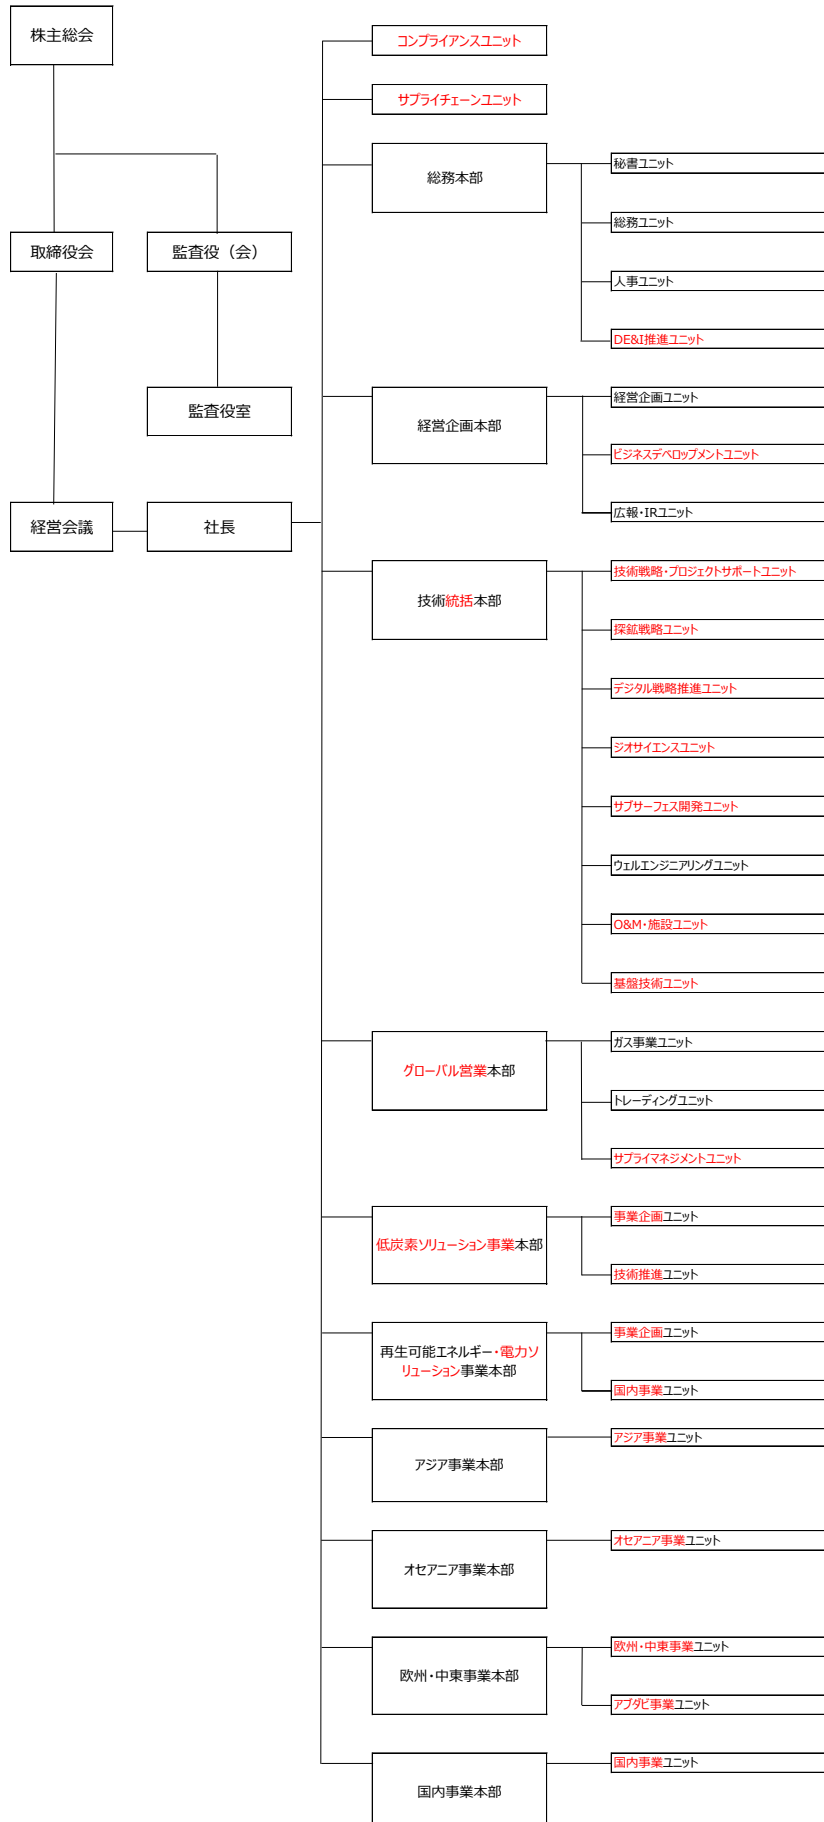 株主総会
コンプライアンスユニット
サプライチェーンユニット
総務本部
秘書ユニット
総務ユニット
取締役会
監査役（会）
人事ユニット
DE&I推進ユニット
監査役室
経営企画本部
経営企画ユニット
ビジネスデベロップメントユニット
広報・IRユニット
経営会議
社長
技術統括本部
技術戦略・プロジェクトサポートユニット
探鉱戦略ユニット
デジタル戦略推進ユニット
ジオサイエンスユニット
サブサーフェス開発ユニット
ウェルエンジニアリングユニット
O&M・施設ユニット
基盤技術ユニット
グローバル営業本部
ガス事業ユニット
トレーディングユニット
サプライマネジメントユニット
低炭素ソリューション事業本部
事業企画ユニット
技術推進ユニット
再生可能エネルギー・電力ソ
リューション事業本部
事業企画ユニット
国内事業ユニット
アジア事業本部
アジア事業ユニット
オセアニア事業本部
オセアニア事業ユニット
欧州・中東事業本部
欧州・中東事業ユニット
アブダビ事業ユニット
国内事業本部
国内事業ユニット